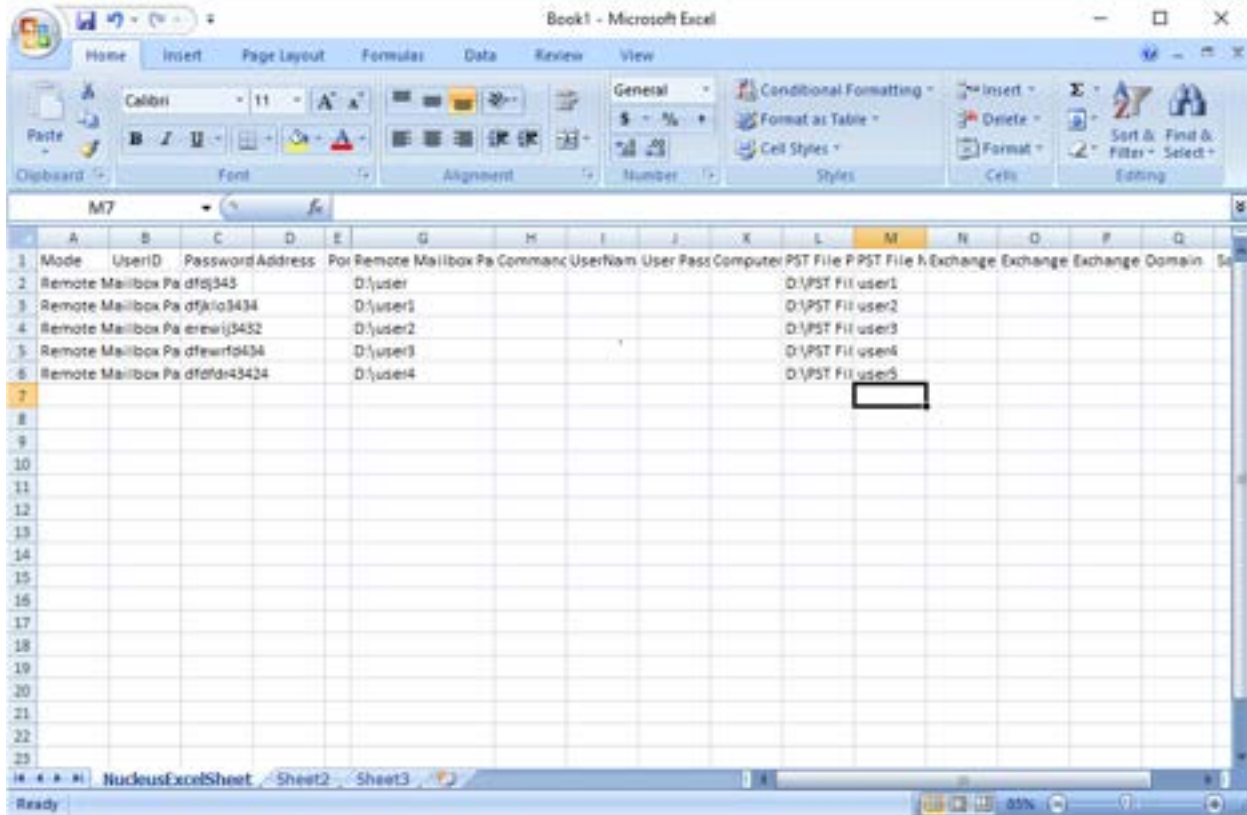 Book1 - Microsoft Excel
Home Insert Page Layout Formulas Data Review View
Calibri 11 A A General Conditional Formatting Insert Σ
Paste B I U A $ % Format as Table Delete Sort & Find &
Cell Styles Format Filter Select
Clipboard Font Alignment Number Styles Cells Editing
M7 fx
A B C D E G H I J K L M N O P Q
1 Mode UserID Password Address Por Remote Mailbox Pa Commanc UserNam User Pass Computer PST File P PST File N Exchange Exchange Exchange Domain
2 Remote Mailbox Pa dfdj343 D:\user D:\PST Fil user1
3 Remote Mailbox Pa dfjklo3434 D:\user1 D:\PST Fil user2
4 Remote Mailbox Pa erewij3432 D:\user2 D:\PST Fil user3
5 Remote Mailbox Pa dfewrfd434 D:\user3 D:\PST Fil user4
6 Remote Mailbox Pa dfdfdr43424 D:\user4 D:\PST Fil user5
7
8
9
10
11
12
13
14
15
16
17
18
19
20
21
22
23
NucleusExcelSheet Sheet2 Sheet3
Ready 85%